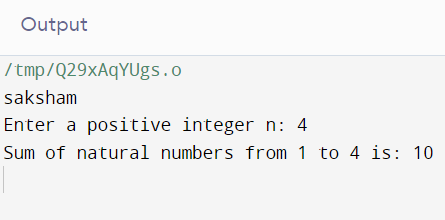 Output
/tmp/Q29xAqYUgs.o
saksham
Enter a positive integer n: 4
Sum of natural numbers from 1 to 4 is: 10